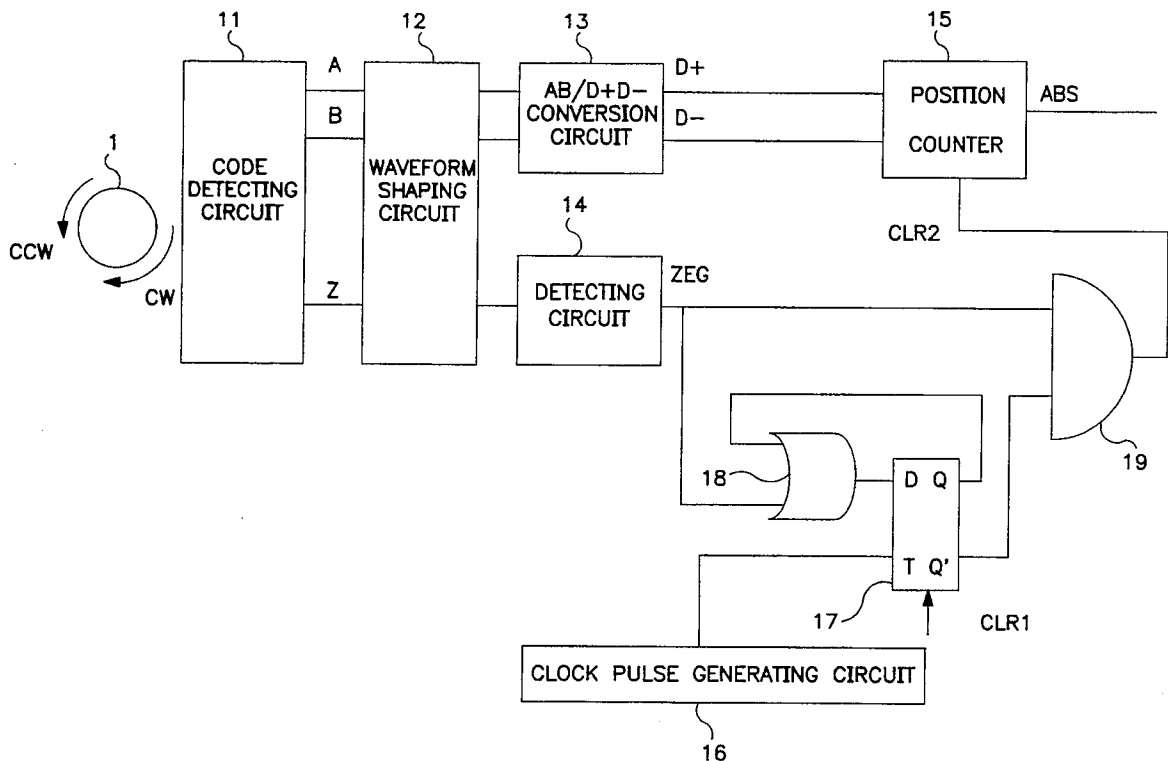 11
12
13
15
A
B
Z
CODE
DETECTING
CIRCUIT
WAVEFORM
SHAPING
CIRCUIT
AB/D+D-
CONVERSION
CIRCUIT
D+
D-
POSITION
COUNTER
ABS
1
CCW
CW
14
DETECTING
CIRCUIT
ZEG
CLR2
19
18
D Q
T Q'
17
CLR1
CLOCK PULSE GENERATING CIRCUIT
16